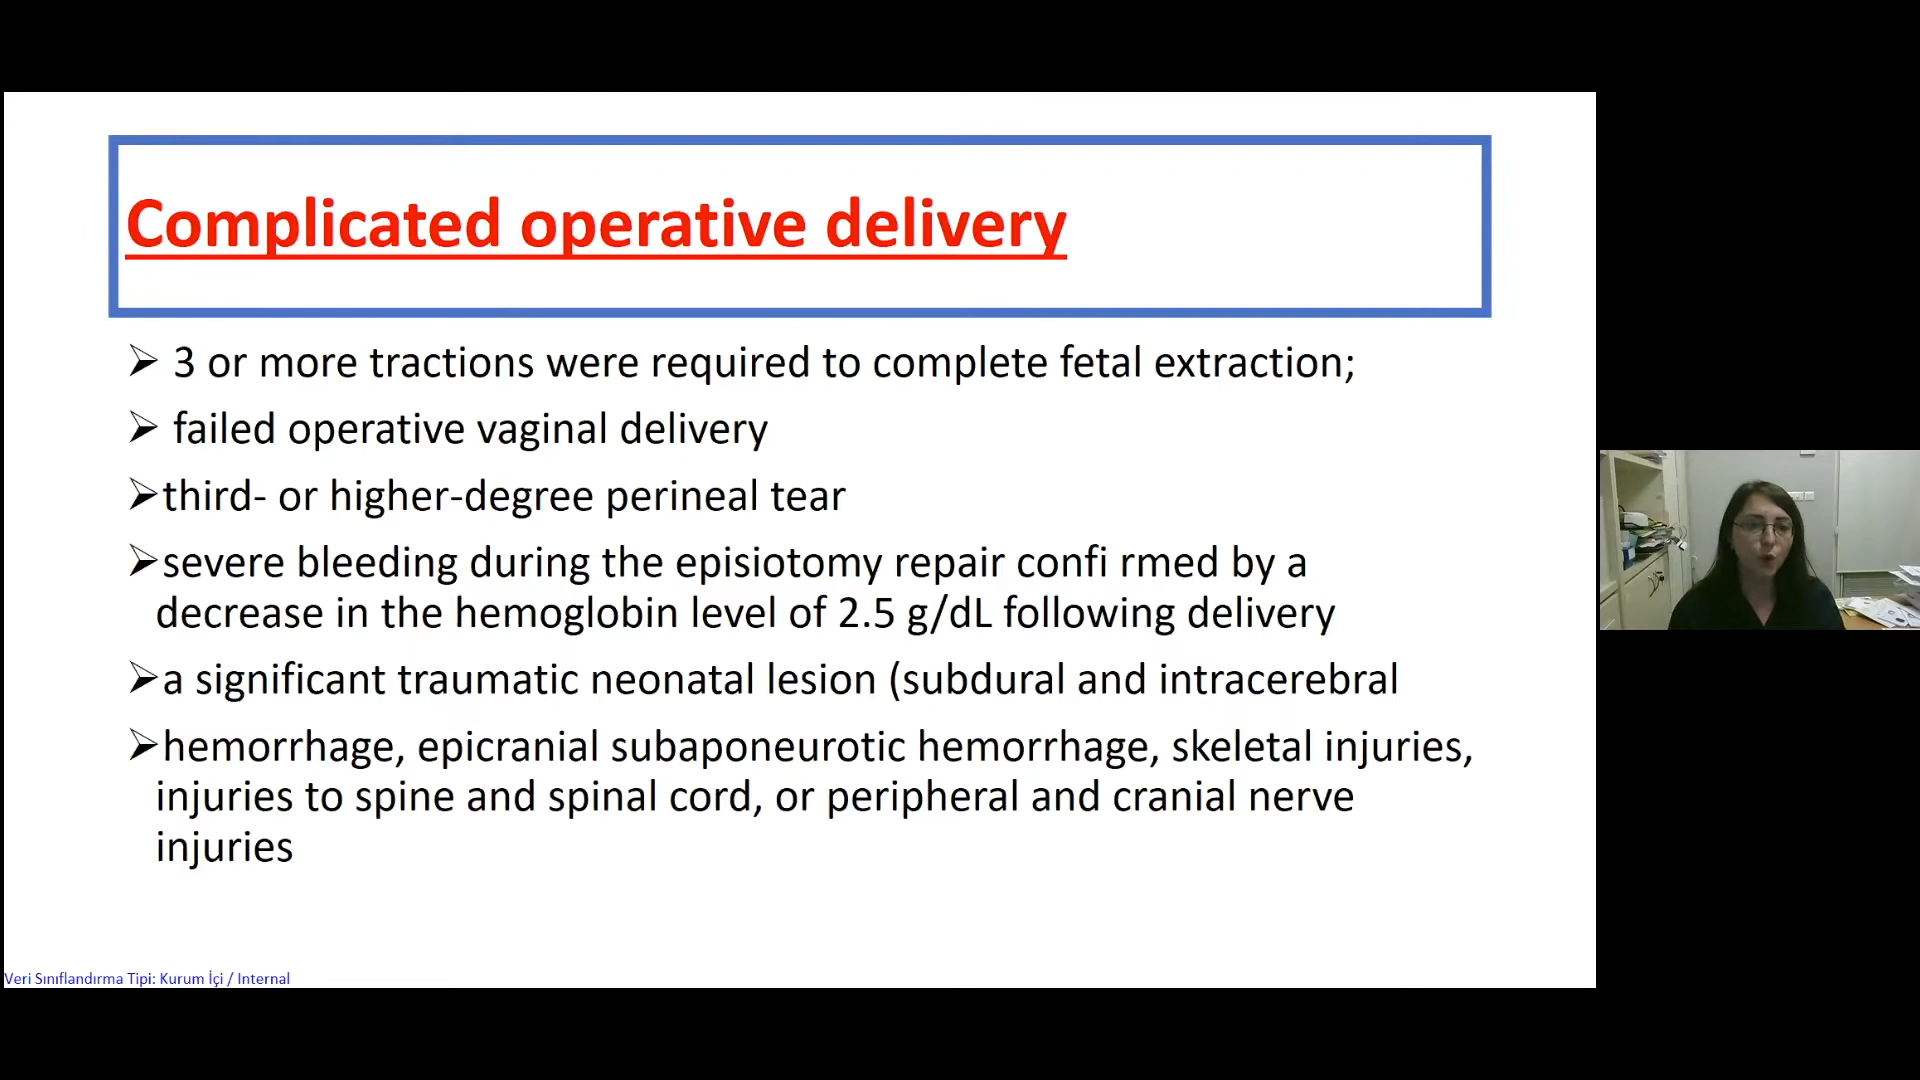 Complicated operative delivery
➢ 3 or more tractions were required to complete fetal extraction;
➢ failed operative vaginal delivery
➢third- or higher-degree perineal tear
➢severe bleeding during the episiotomy repair confi rmed by a
decrease in the hemoglobin level of 2.5 g/dL following delivery
➢a significant traumatic neonatal lesion (subdural and intracerebral
➢hemorrhage, epicranial subaponeurotic hemorrhage, skeletal injuries,
injuries to spine and spinal cord, or peripheral and cranial nerve
injuries
Veri Sınıflandırma Tipi: Kurum İçi / Internal